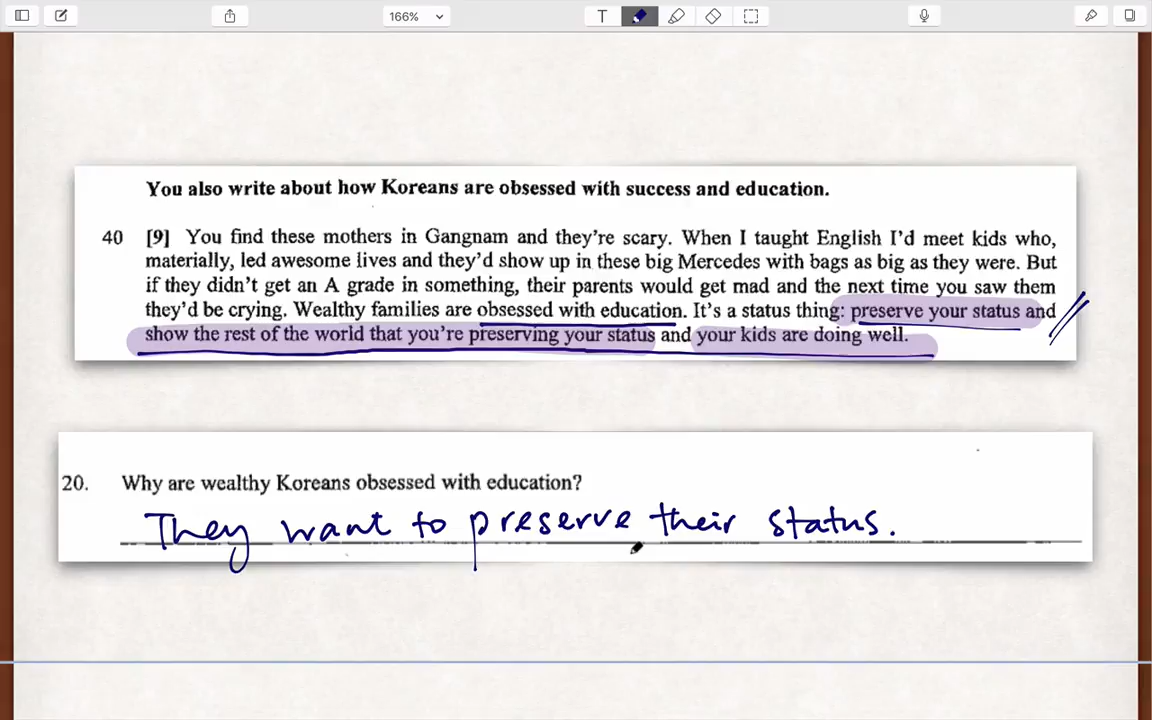 166%
T
You also write about how Koreans are obsessed with success and education.
40 [9] You find these mothers in Gangnam and they're scary. When I taught English I'd meet kids who,
materially, led awesome lives and they'd show up in these big Mercedes with bags as big as they were. But
if they didn't get an A grade in something, their parents would get mad and the next time you saw them
they'd be crying. Wealthy families are obsessed with education. It's a status thing: preserve your status and
show the rest of the world that you're preserving your status and your kids are doing well.
20. Why are wealthy Koreans obsessed with education?
They want to preserve their status.